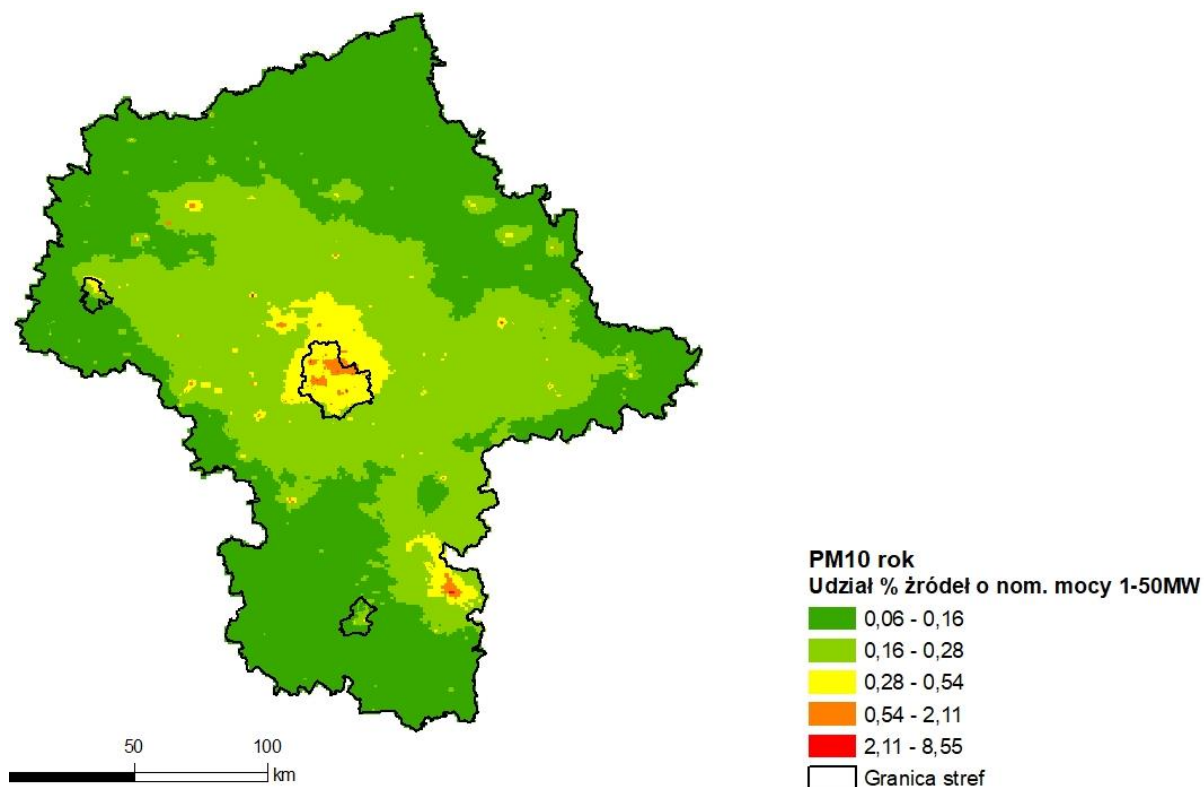 PM10 rok
Udział % źródeł o nom. mocy 1-50MW
0,06 - 0,16
0,16 - 0,28
0,28 - 0,54
0,54 - 2,11
2,11 - 8,55
Granica stref
50 100
km